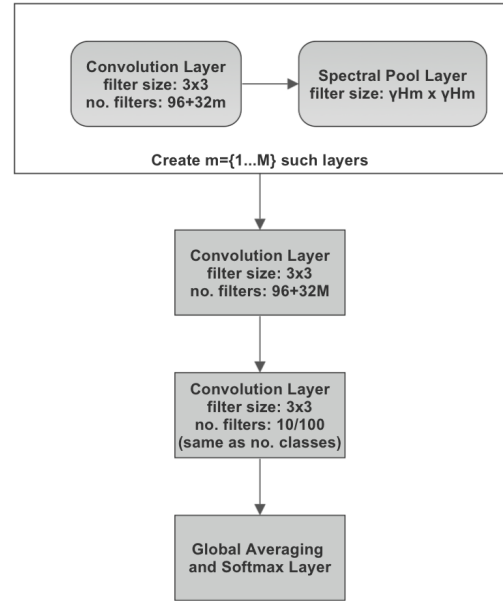 Convolution Layer
filter size: 3x3
no. filters: 96+32m
Spectral Pool Layer
filter size: γHm x γHm
Create m={1...M} such layers
Convolution Layer
filter size: 3x3
no. filters: 96+32M
Convolution Layer
filter size: 3x3
no. filters: 10/100
(same as no. classes)
Global Averaging
and Softmax Layer